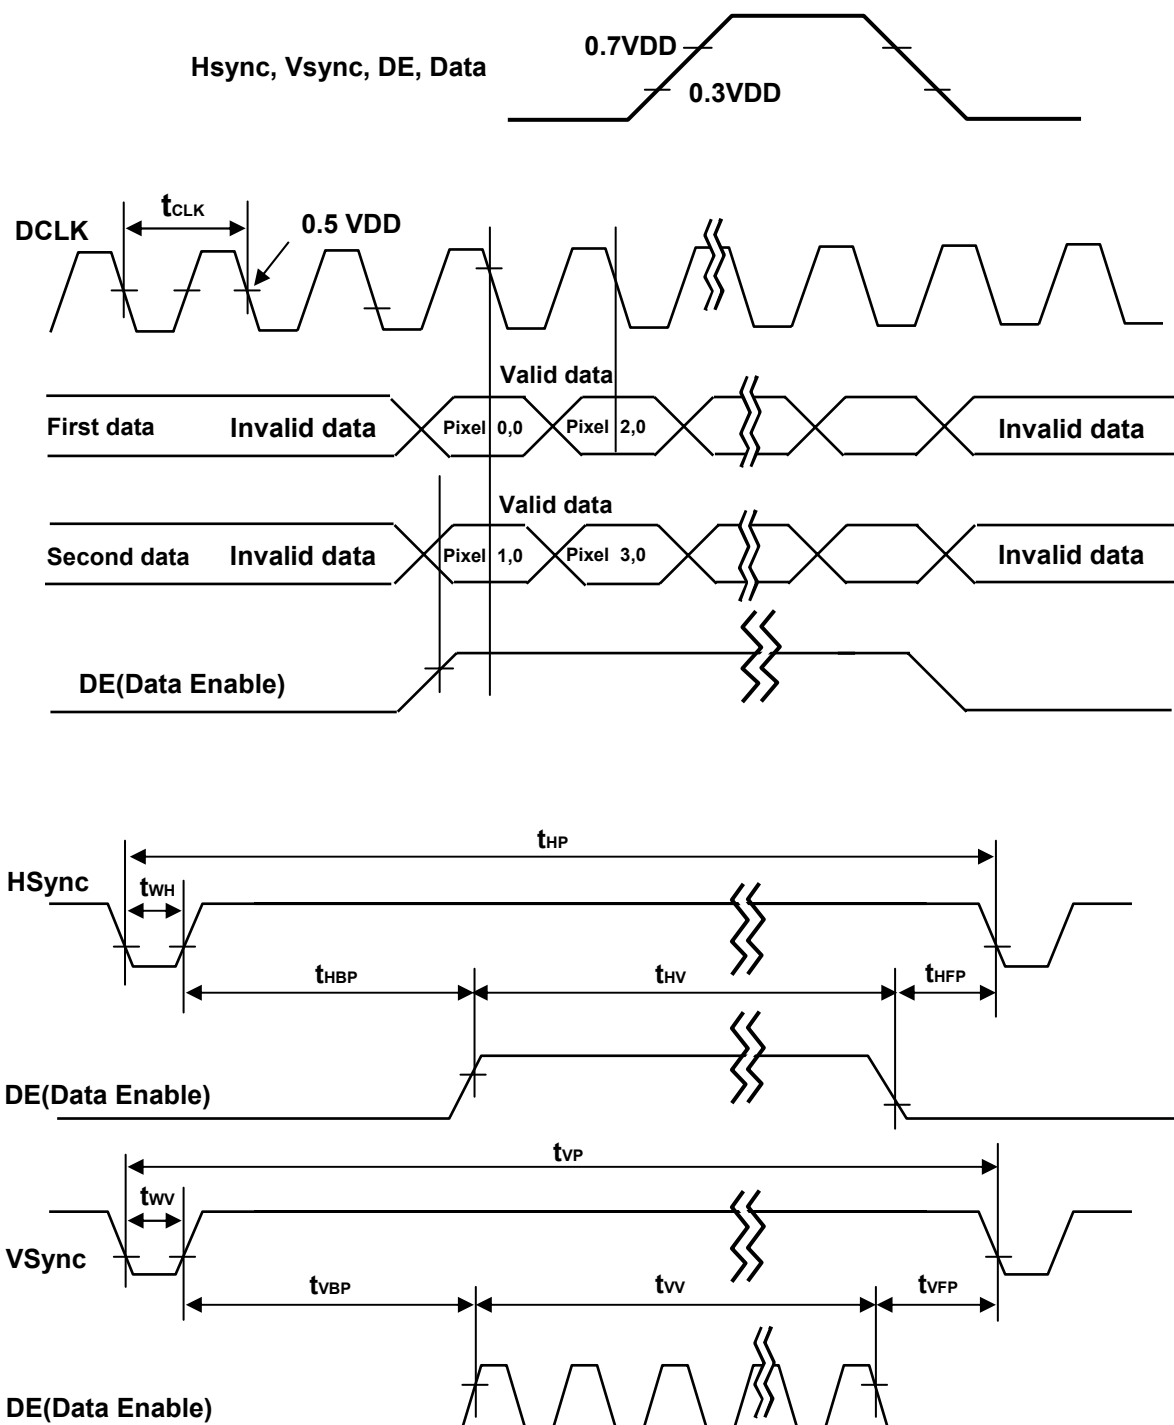 0.7VDD
Hsync, Vsync, DE, Data
0.3VDD
tCLK
DCLK
0.5 VDD
Valid data
First data Invalid data Pixel 0,0 Pixel 2,0 Invalid data
Valid data
Second data Invalid data Pixel 1,0 Pixel 3,0 Invalid data
DE(Data Enable)
tHP
HSync
tWH
tHBP tHV tHFP
DE(Data Enable)
tVP
tWV
VSync
tVBP tVV tVFP
DE(Data Enable)